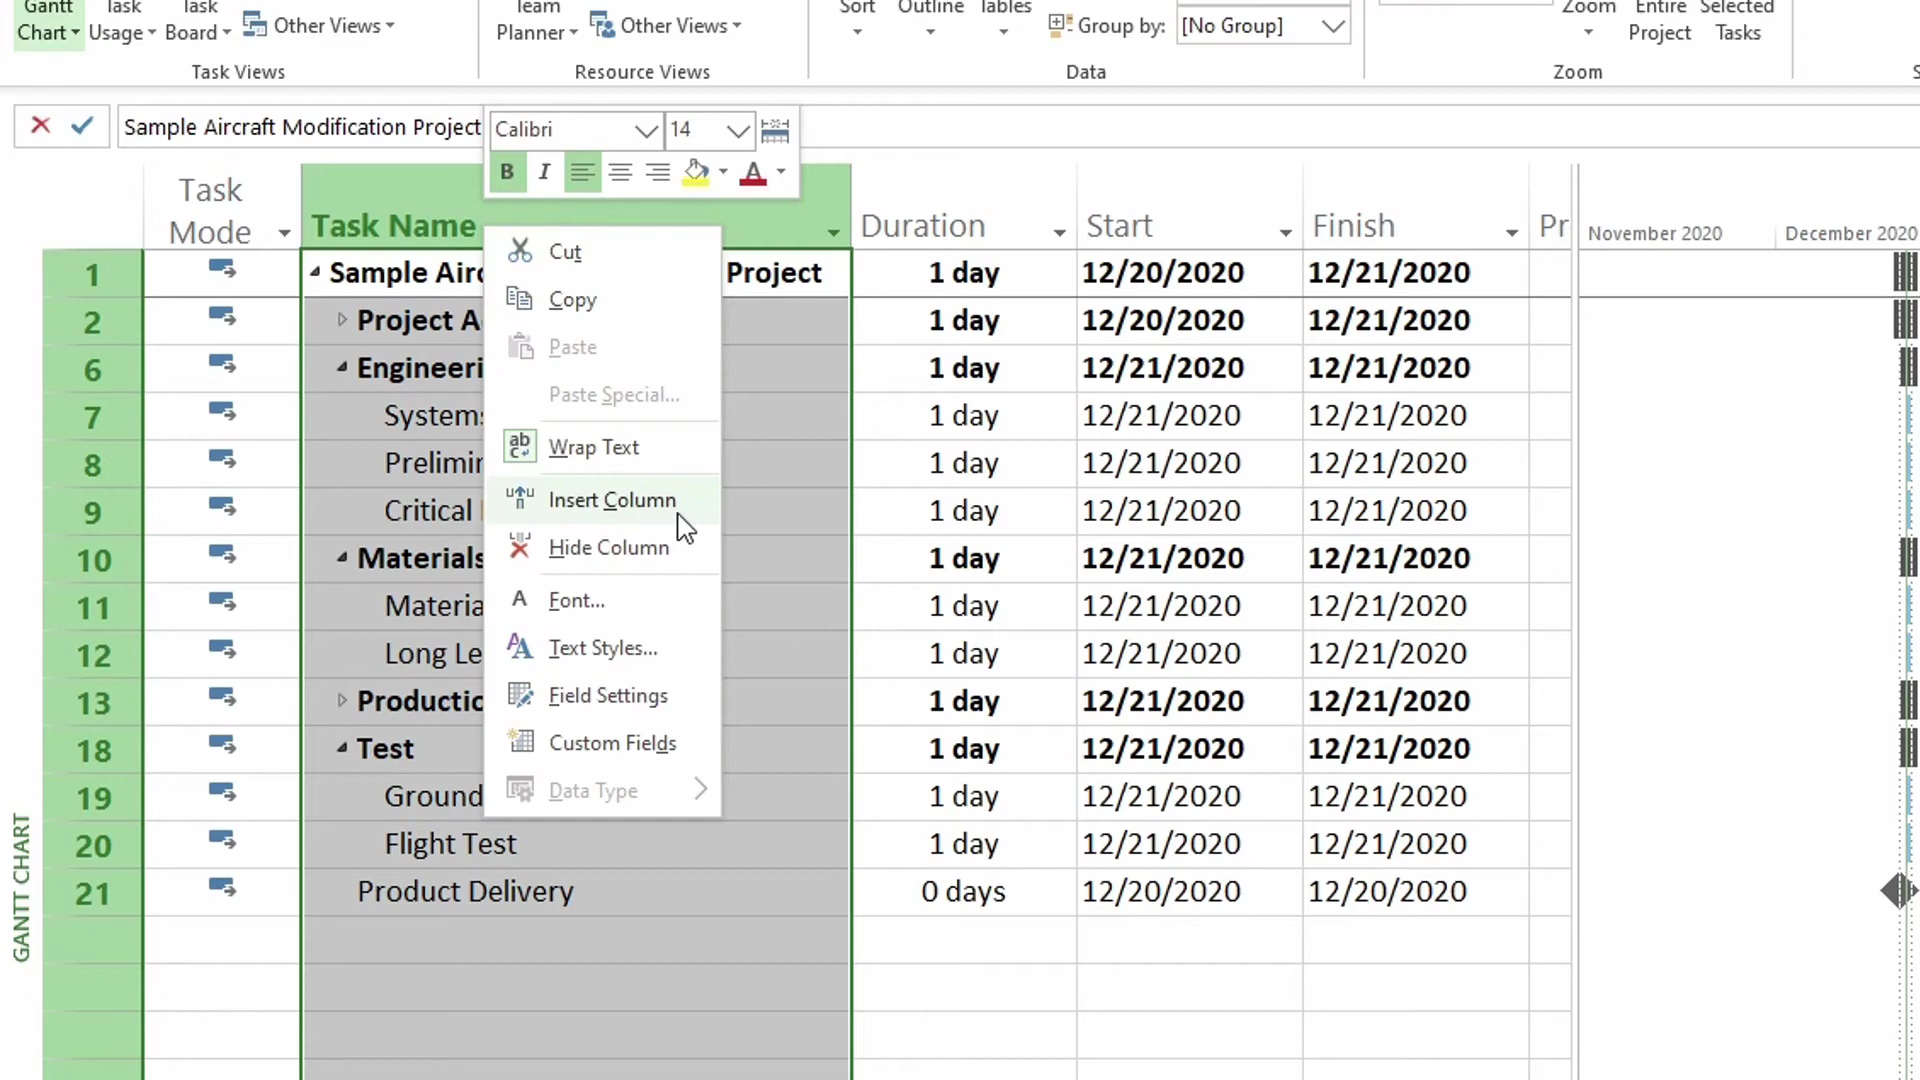 Gantt Chart
Task Usage
Task Board
Other Views
Team Planner
Other Views
Sort
Outline
Tables
Group by: [No Group]
Zoom
Entire Project
Selected Tasks
Task Views
Resource Views
Data
Zoom
Sample Aircraft Modification Project
Calibri 14
B I A
Task Mode
Task Name
Duration
Start
Finish
Pr
November 2020
December 2020
1 Sample Airc Project 1 day 12/20/2020 12/21/2020
2 Project A 1 day 12/20/2020 12/21/2020
6 Engineeri 1 day 12/21/2020 12/21/2020
7 Systems 1 day 12/21/2020 12/21/2020
8 Prelimin 1 day 12/21/2020 12/21/2020
9 Critical 1 day 12/21/2020 12/21/2020
10 Materials 1 day 12/21/2020 12/21/2020
11 Materia 1 day 12/21/2020 12/21/2020
12 Long Le 1 day 12/21/2020 12/21/2020
13 Productio 1 day 12/21/2020 12/21/2020
18 Test 1 day 12/21/2020 12/21/2020
19 Ground 1 day 12/21/2020 12/21/2020
20 Flight Test 1 day 12/21/2020 12/21/2020
21 Product Delivery 0 days 12/20/2020 12/20/2020
Cut
Copy
Paste
Paste Special...
Wrap Text
Insert Column
Hide Column
Font...
Text Styles...
Field Settings
Custom Fields
Data Type
GANTT CHART